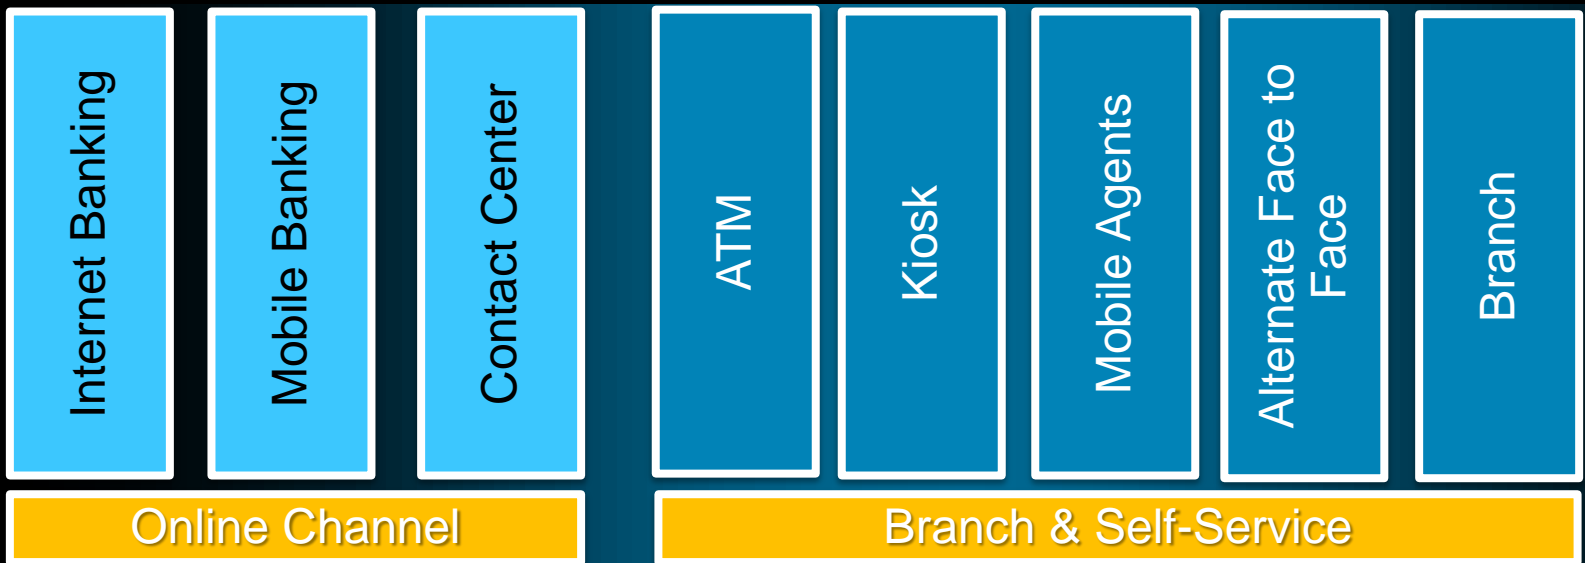 Internet Banking
Mobile Banking
Contact Center
ATM
Kiosk
Mobile Agents
Alternate Face to
Face
Branch
Online Channel
Branch & Self-Service